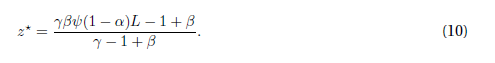 z⋆ = γβψ(1 − α)L − 1 + β / γ − 1 + β . (10)